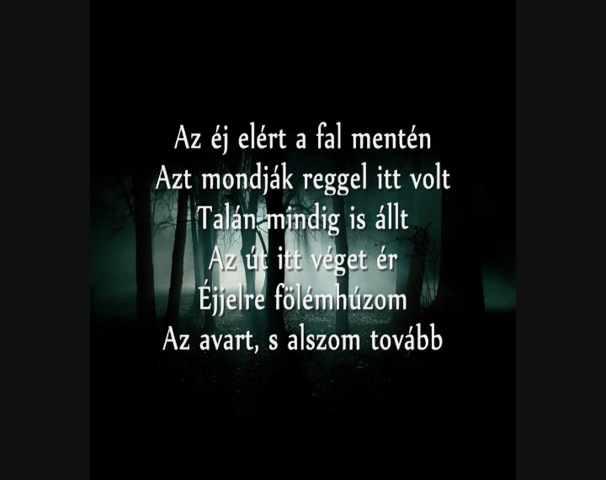 Az éj elért a fal mentén
Azt mondják reggel itt volt
Talán mindig is állt
Az út itt véget ér
Éjjelre fölémhúzom
Az avart, s alszom tovább